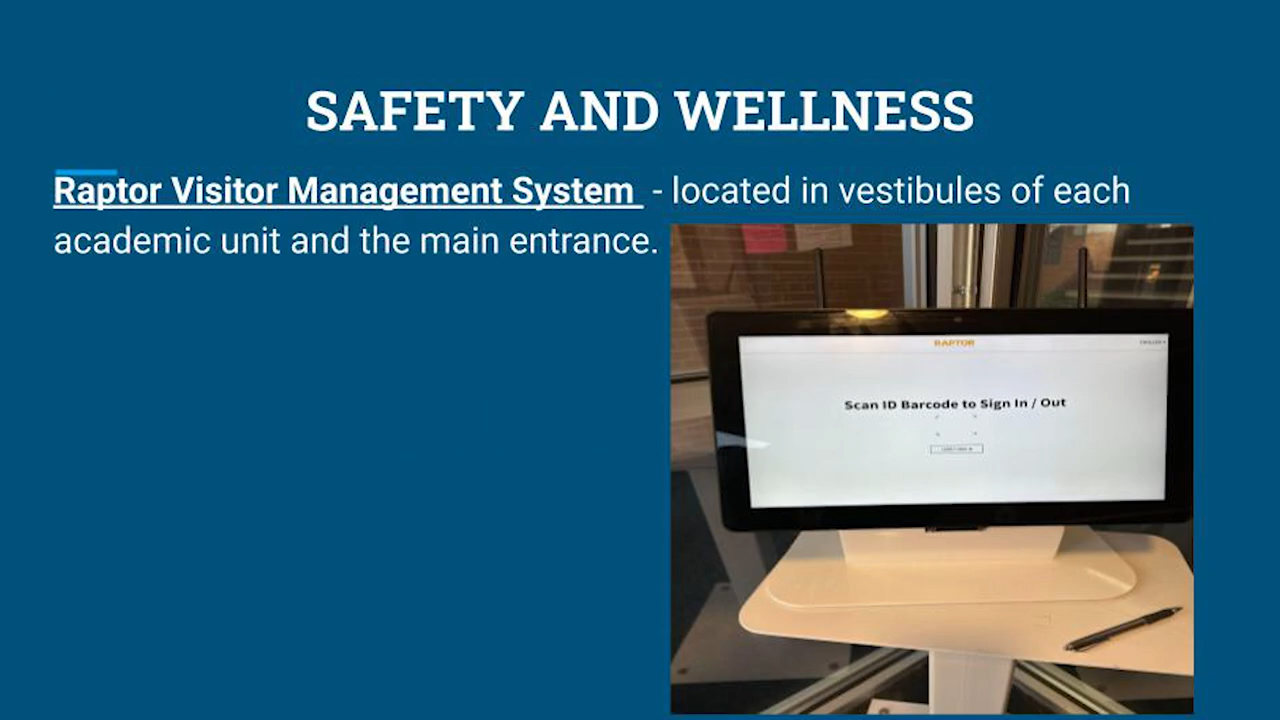 SAFETY AND WELLNESS
Raptor Visitor Management System - located in vestibules of each
academic unit and the main entrance.
RAPTOR
Scan ID Barcode to Sign In / Out